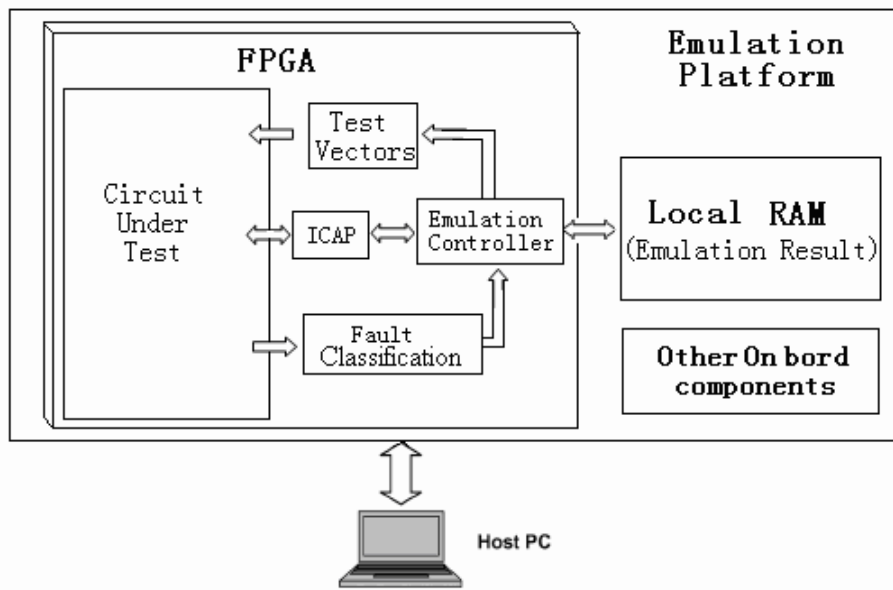 FPGA
Emulation
Platform
Test
Vectors
Circuit
Under
Test
ICAP
Emulation
Controller
Local RAM
(Emulation Result)
Fault
Classification
Other On bord
components
Host PC